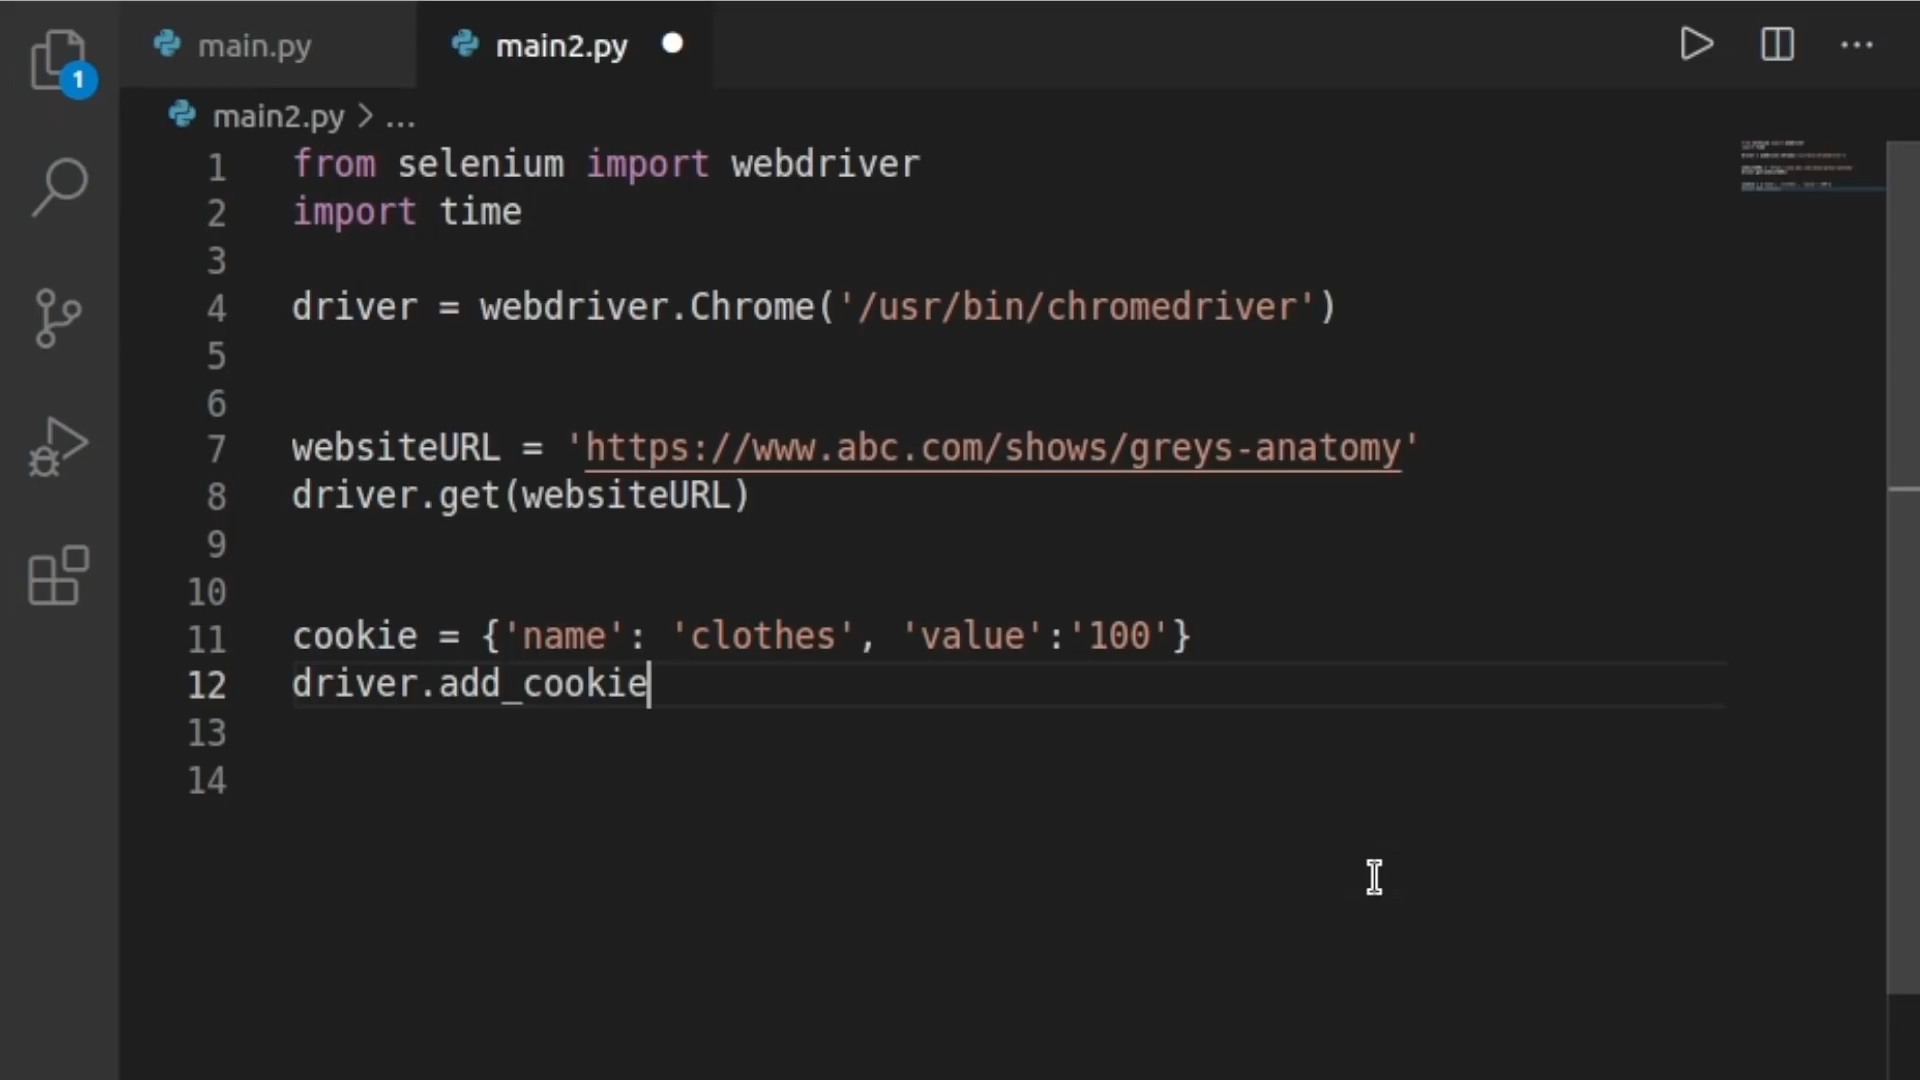 main.py
main2.py
1
main2.py > ...
1 from selenium import webdriver
2 import time
3
4 driver = webdriver.Chrome('/usr/bin/chromedriver')
5
6
7 websiteURL = 'https://www.abc.com/shows/greys-anatomy'
8 driver.get(websiteURL)
9
10
11 cookie = {'name': 'clothes', 'value':'100'}
12 driver.add_cookie
13
14